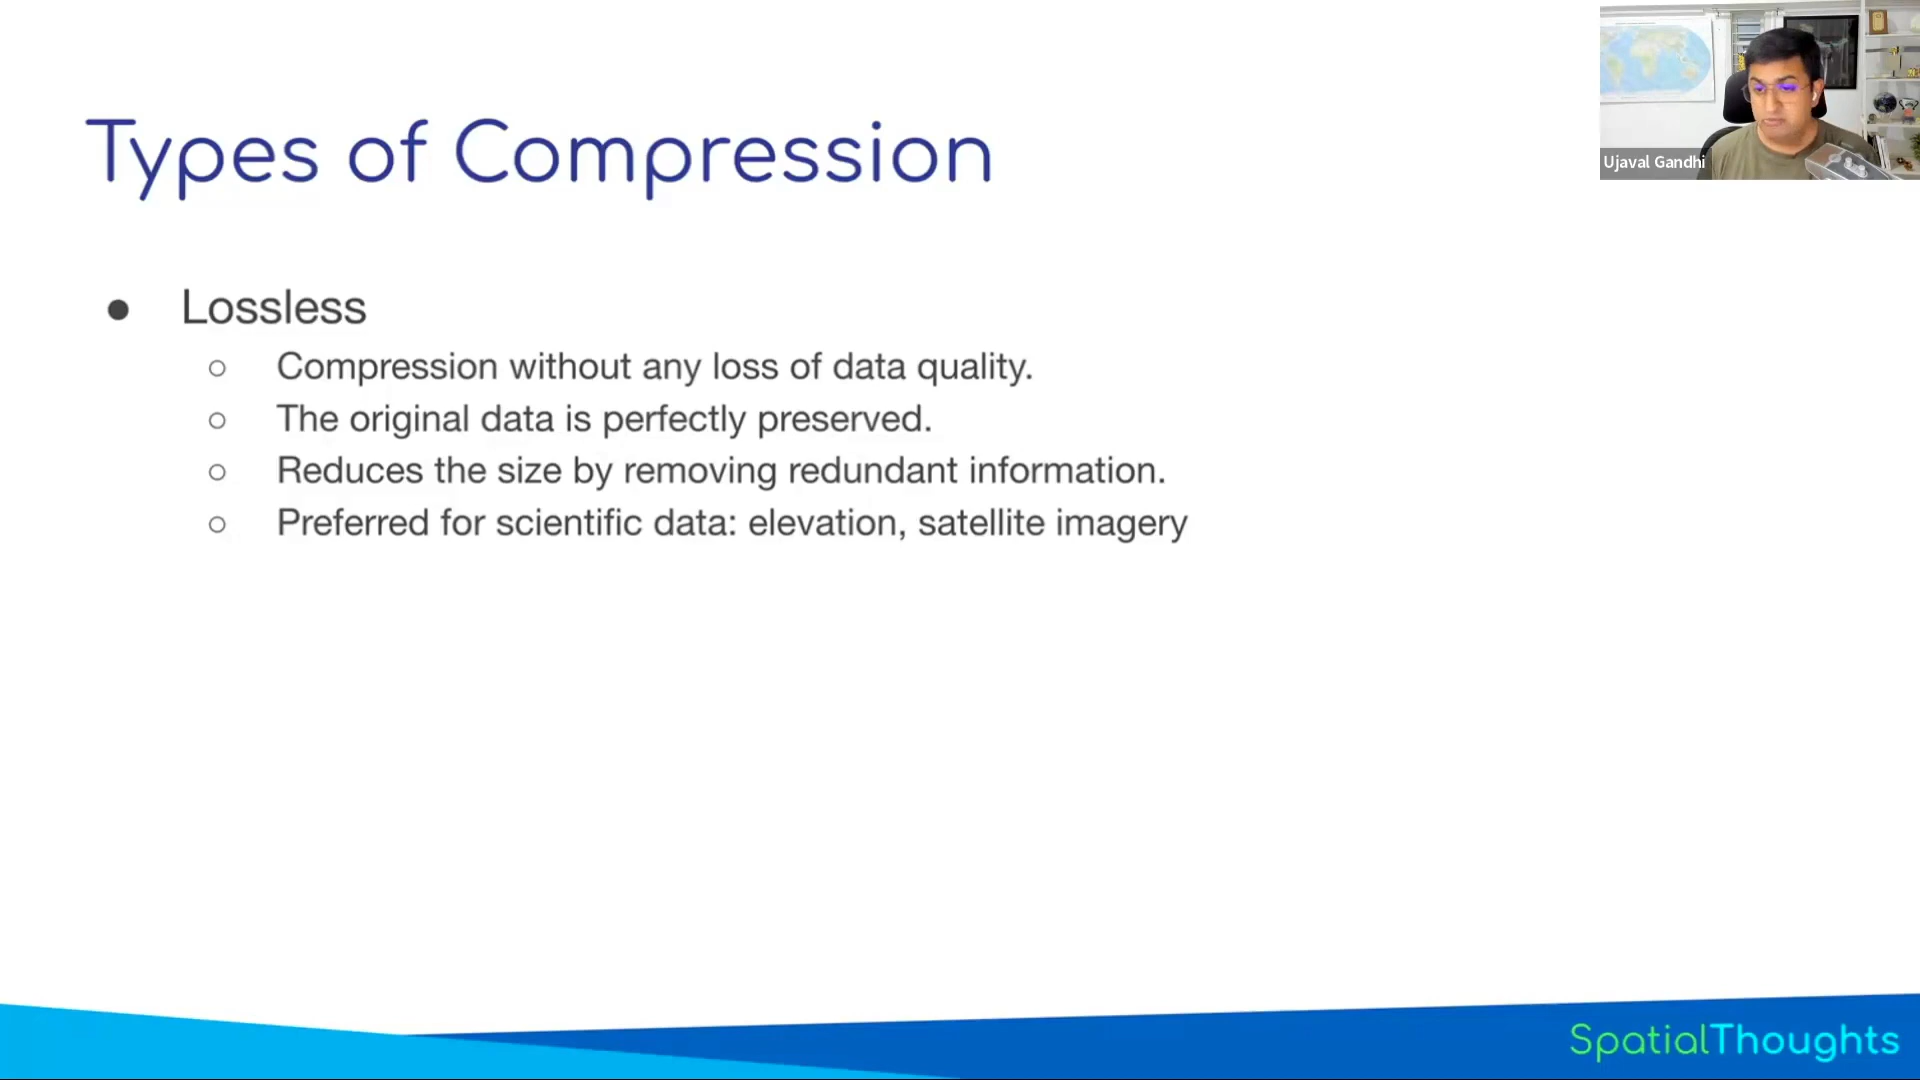 Types of Compression
Ujaval Gandhi
● Lossless
○ Compression without any loss of data quality.
○ The original data is perfectly preserved.
○ Reduces the size by removing redundant information.
○ Preferred for scientific data: elevation, satellite imagery
SpatialThoughts